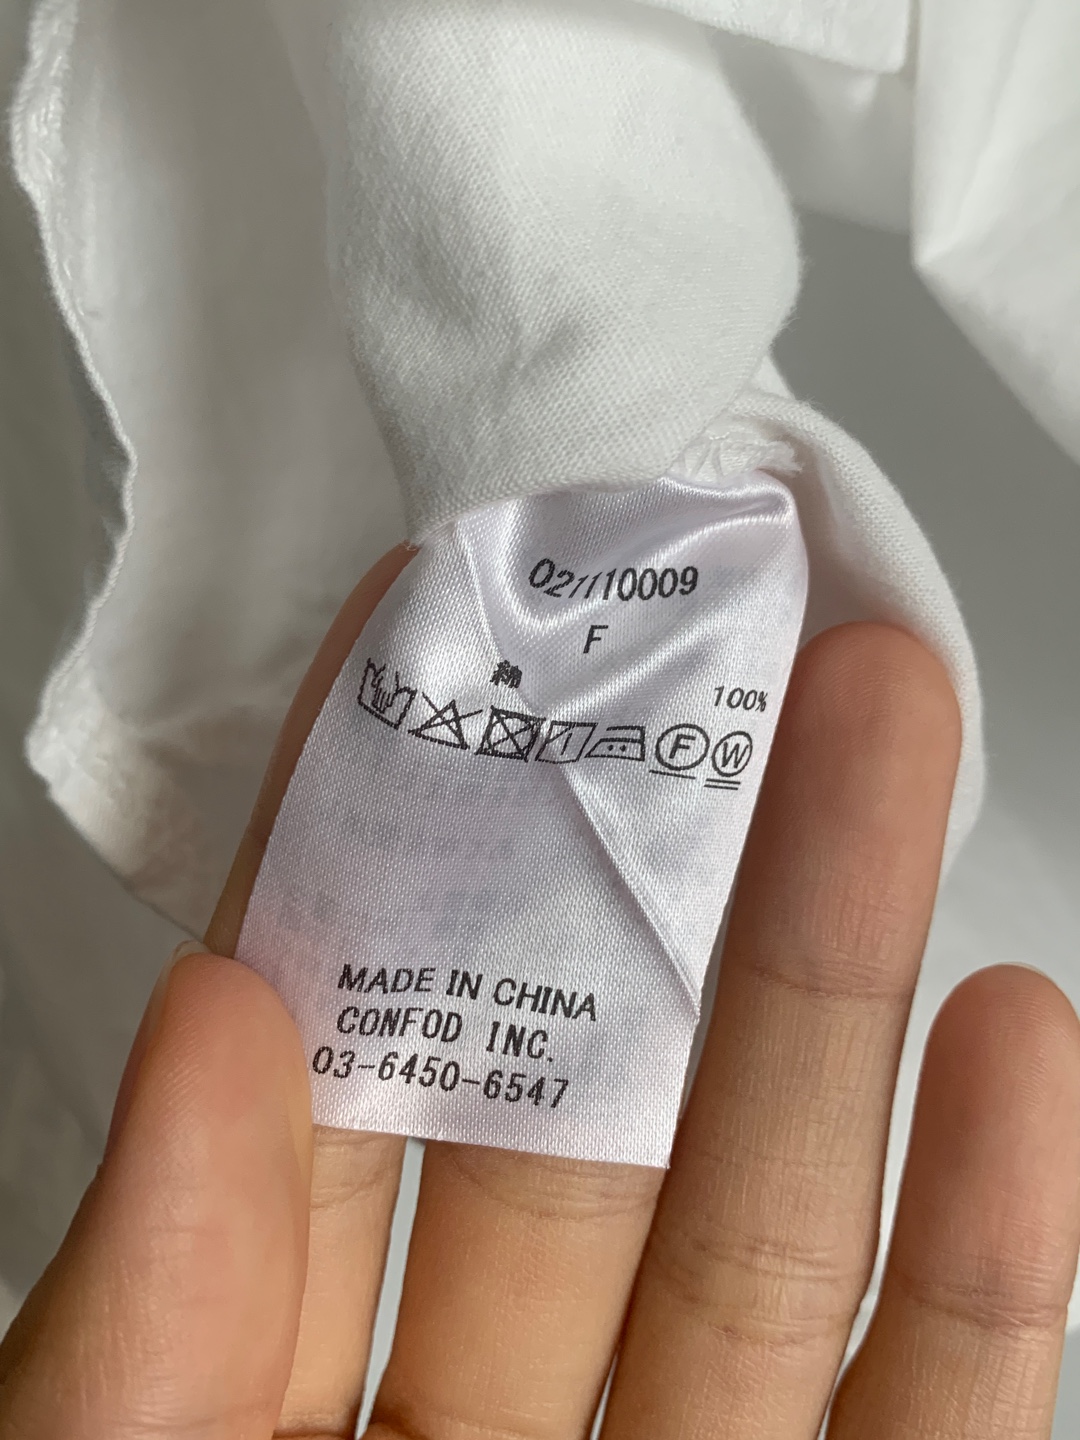 021110009
F
綿 100%
F W
MADE IN CHINA
CONFOD INC.
03-6450-6547